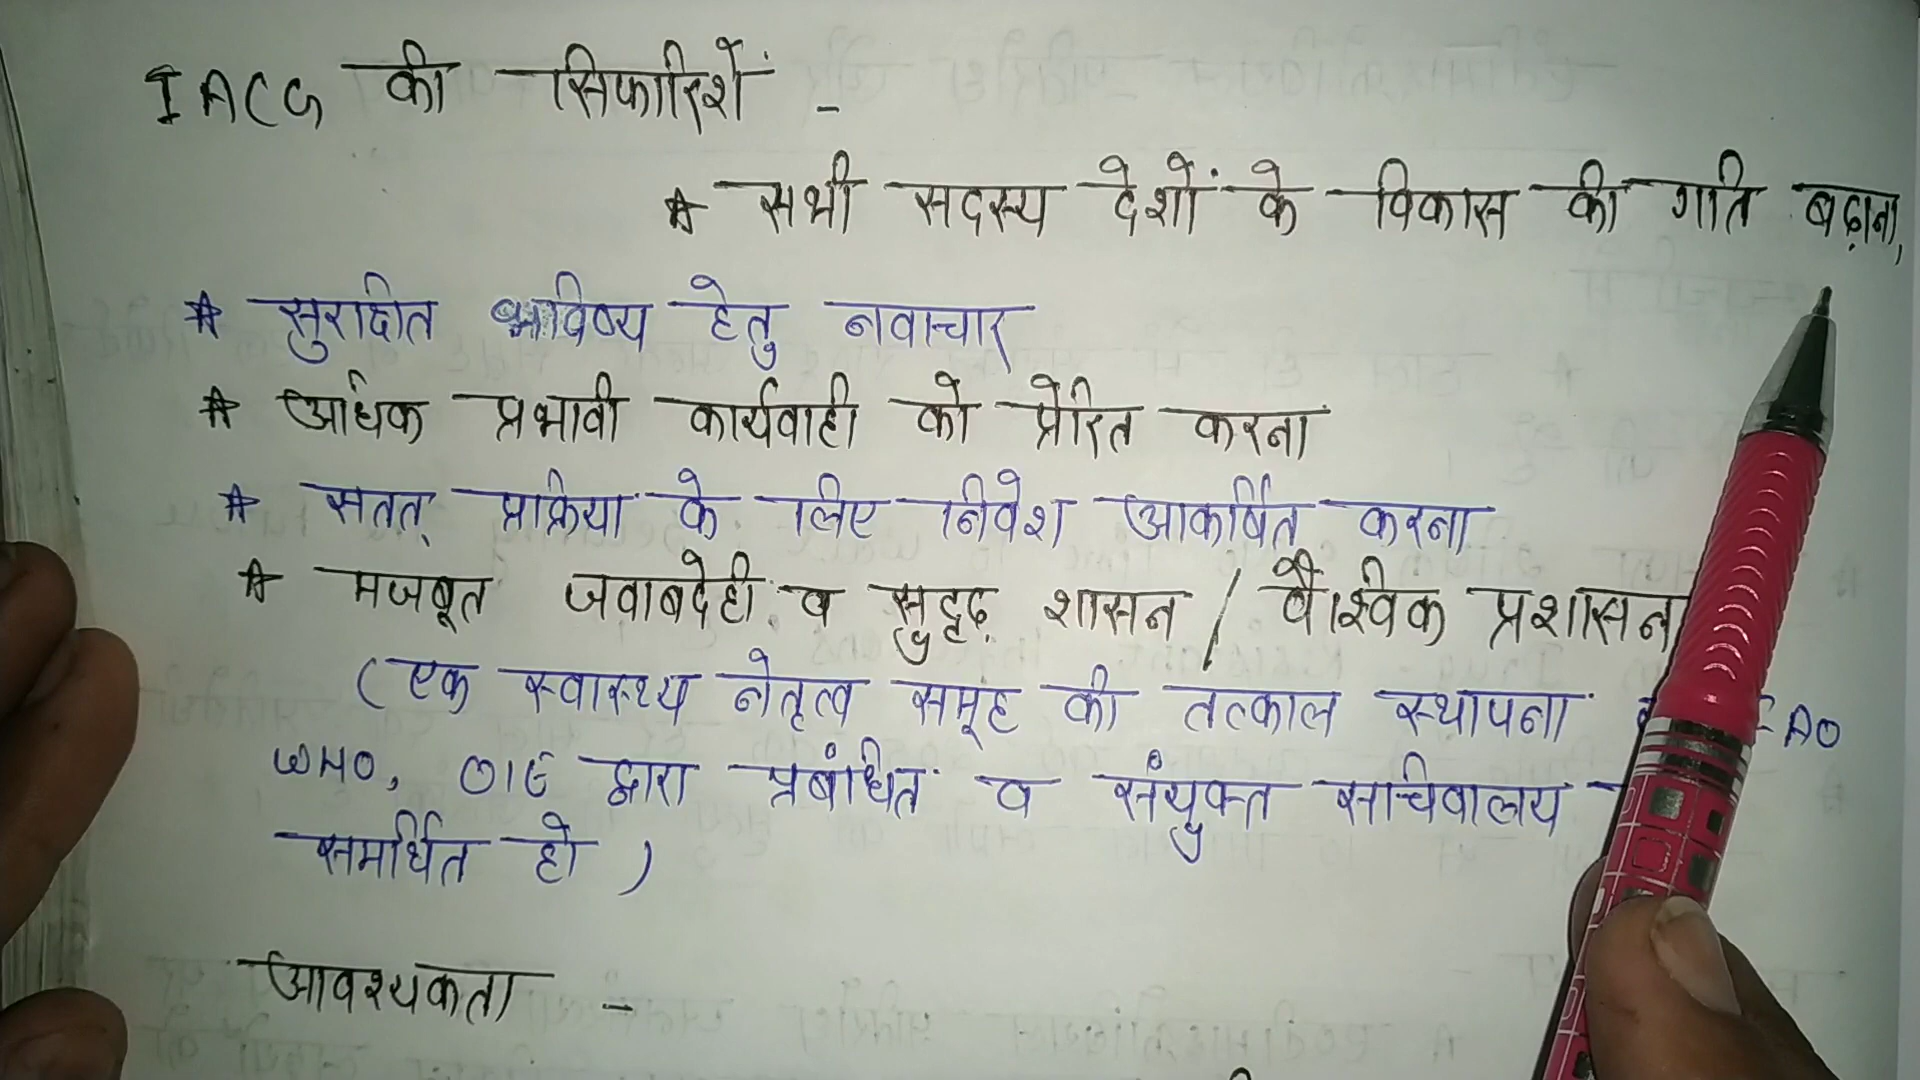 IACG की सिफारिशें -
* सभी सदस्य देशों के विकास की गति बढ़ाना,
* सुरक्षित भविष्य हेतु नवाचार
* अधिक प्रभावी कार्यवाही को प्रेरित करना
* सतत् प्रक्रिया के लिए निवेश आकर्षित करना
* मजबूत जवाबदेही व सुदृढ़ शासन / वैश्विक प्रशासन
(एक स्वास्थ्य नेतृत्व समूह की तत्काल स्थापना FAO
WHO, OIE द्वारा प्रबंधित व संयुक्त सचिवालय
समर्थित हो)
आवश्यकता -